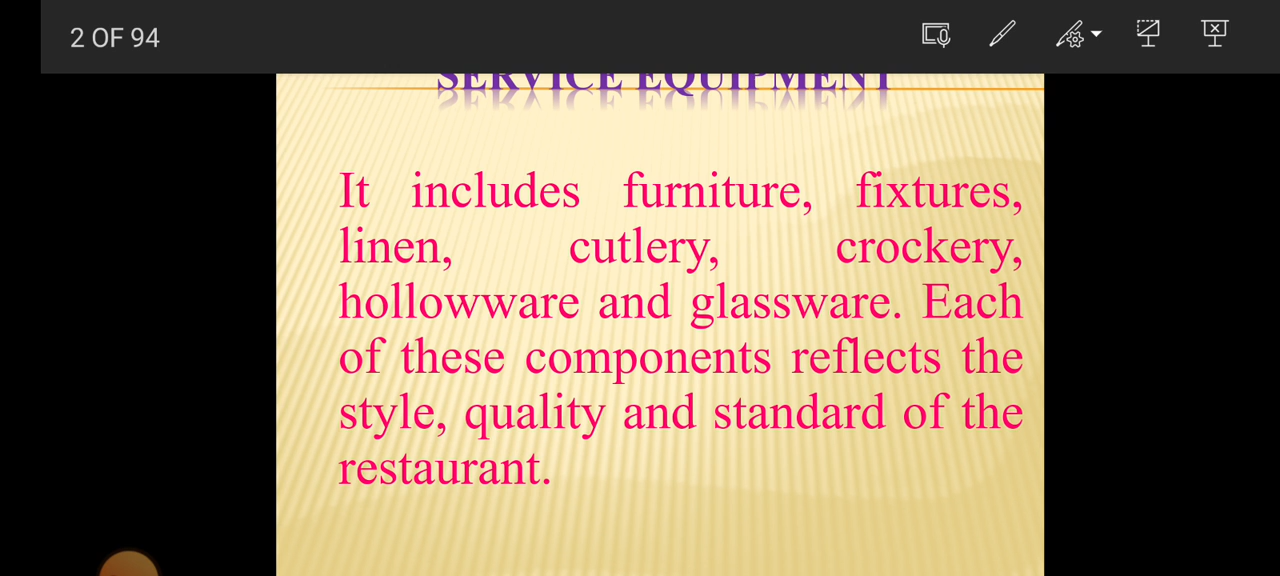 2 OF 94
SERVICE EQUIPMENT
It includes furniture, fixtures,
linen, cutlery, crockery,
hollowware and glassware. Each
of these components reflects the
style, quality and standard of the
restaurant.